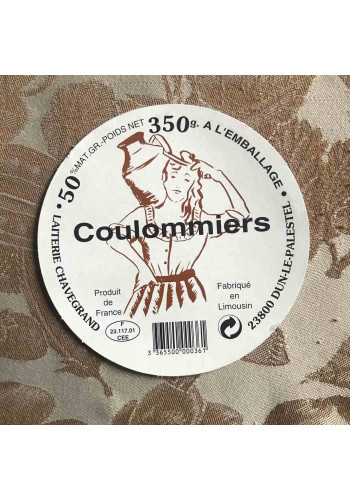 50 %MAT.GR.-POIDS NET 350g. A L'EMBALLAGE •
• LAITERIE CHAVEGRAND
23800 DUN-LE-PALESTEL
Coulommiers
Produit
de
France
Fabriqué
en
Limousin
F
23.117.01
CEE
3 365500 000361